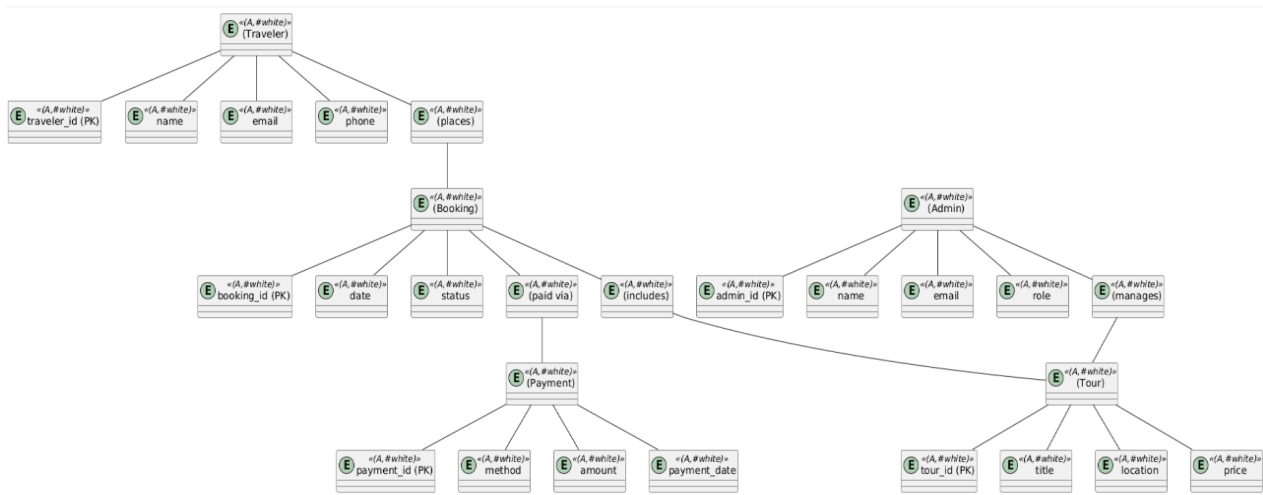 E «(A,#white)»
(Traveler)
E «(A,#white)»
traveler_id (PK)
E «(A,#white)»
name
E «(A,#white)»
email
E «(A,#white)»
phone
E «(A,#white)»
(places)
E «(A,#white)»
(Booking)
E «(A,#white)»
(Admin)
E «(A,#white)»
booking_id (PK)
E «(A,#white)»
date
E «(A,#white)»
status
E «(A,#white)»
(paid via)
E «(A,#white)»
(includes)
E «(A,#white)»
admin_id (PK)
E «(A,#white)»
name
E «(A,#white)»
email
E «(A,#white)»
role
E «(A,#white)»
(manages)
E «(A,#white)»
(Payment)
E «(A,#white)»
(Tour)
E «(A,#white)»
payment_id (PK)
E «(A,#white)»
method
E «(A,#white)»
amount
E «(A,#white)»
payment_date
E «(A,#white)»
tour_id (PK)
E «(A,#white)»
title
E «(A,#white)»
location
E «(A,#white)»
price